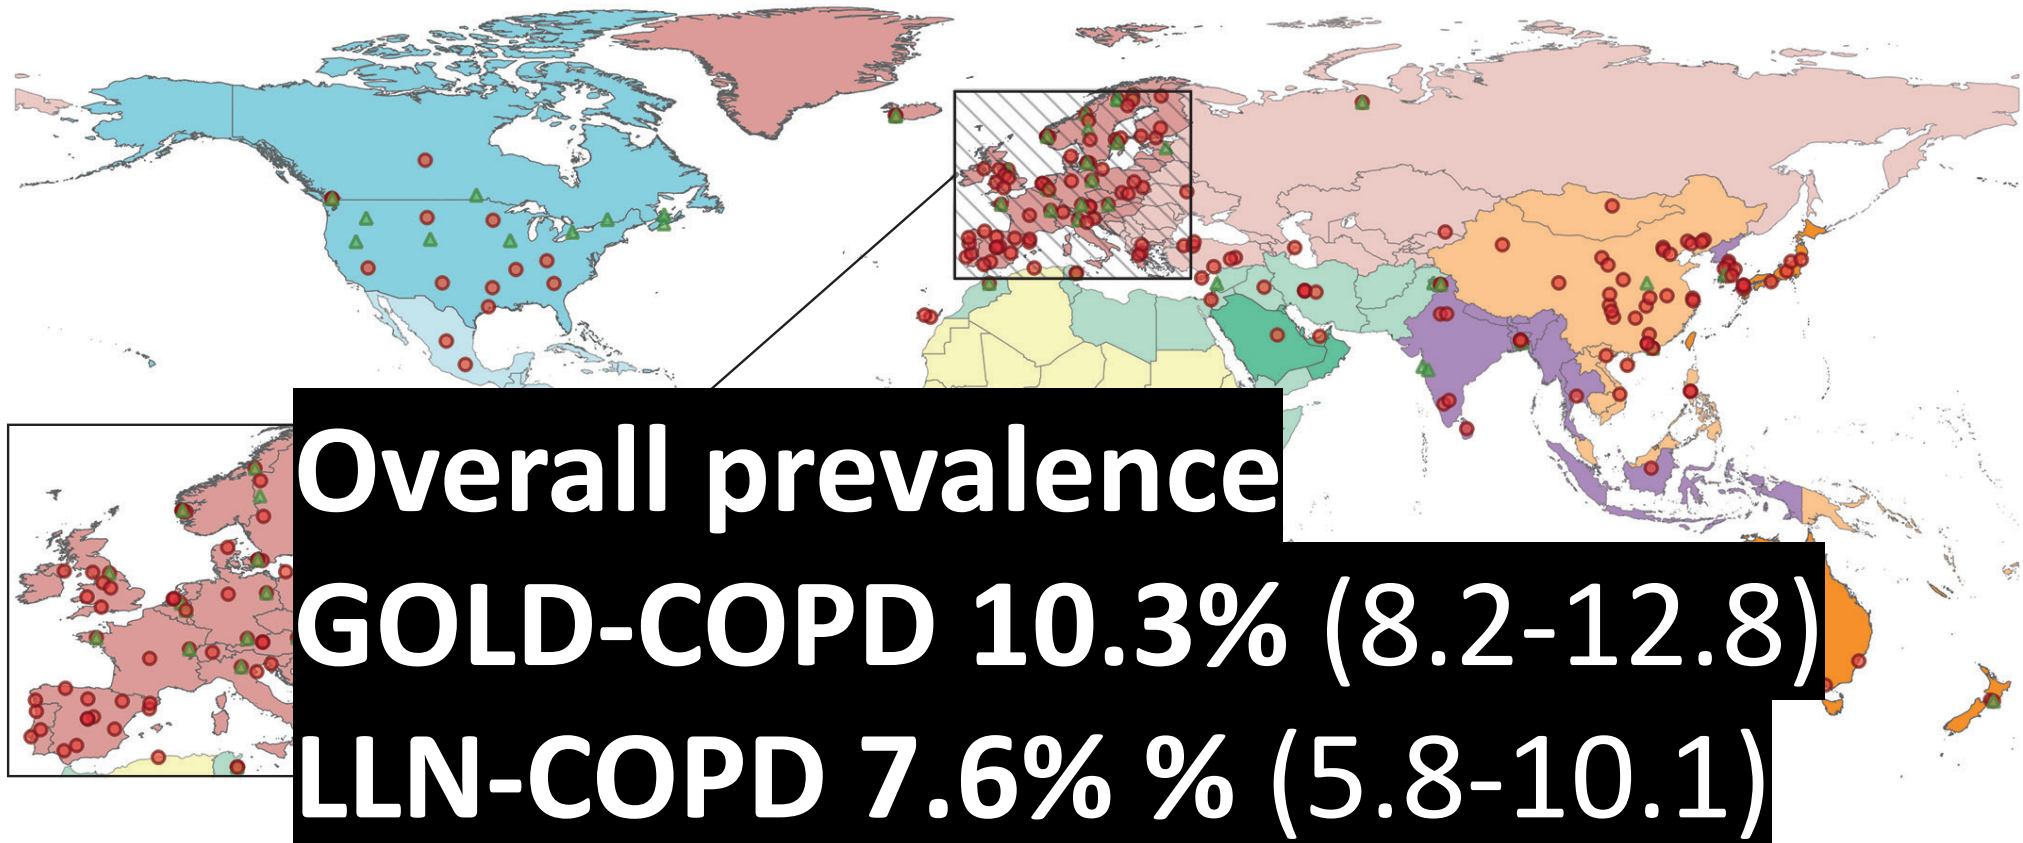 Overall prevalence
GOLD-COPD 10.3% (8.2-12.8)
LLN-COPD 7.6% % (5.8-10.1)